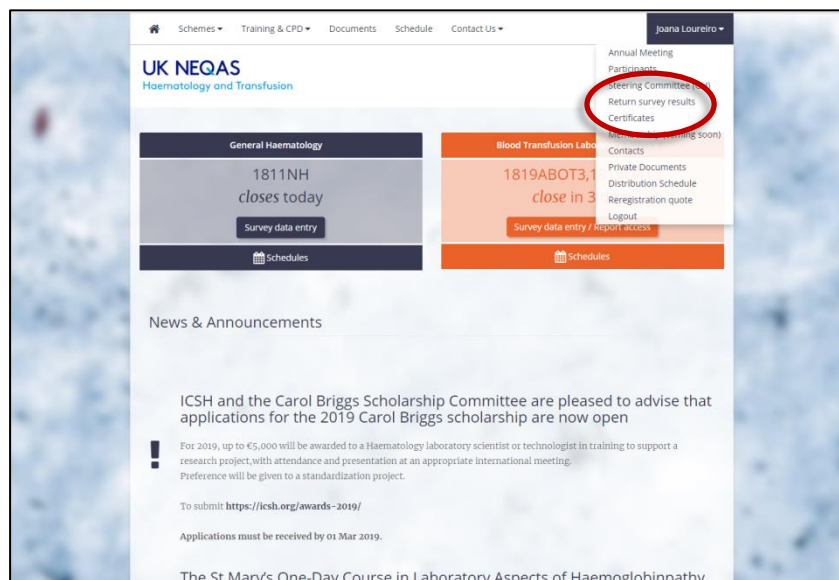 Schemes Training & CPD Documents Schedule Contact Us Joana Loureiro
Annual Meeting
Participants
Steering Committee
Return survey results
Certificates
soon)
Contacts
Private Documents
Distribution Schedule
Reregistration quote
Logout
UK NEQAS
Haematology and Transfusion
General Haematology
1811NH
closes today
Survey data entry
Schedules
Blood Transfusion
1819ABOT3,1
close in 3
Survey data entry / Report access
Schedules
News & Announcements
ICSH and the Carol Briggs Scholarship Committee are pleased to advise that
applications for the 2019 Carol Briggs scholarship are now open
!
For 2019, up to €5,000 will be awarded to a Haematology laboratory scientist or technologist in training to support a
research project,with attendance and presentation at an appropriate international meeting.
Preference will be given to a standardization project.
To submit https://icsh.org/awards-2019/
Applications must be received by 01 Mar 2019.
The St Mary's One-Day Course in Laboratory Aspects of Haemoglobinpathy